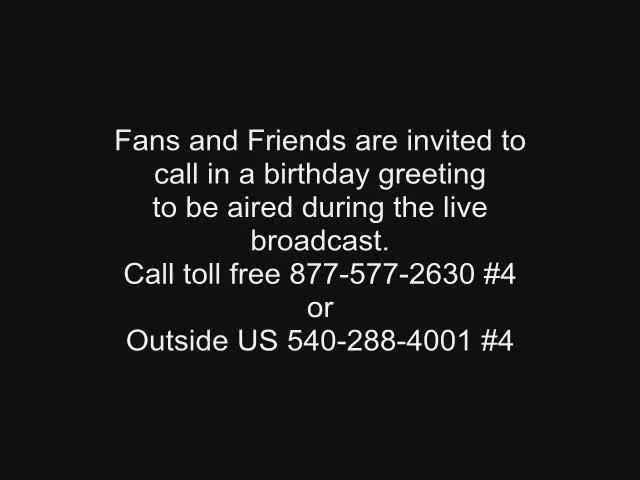 Fans and Friends are invited to
call in a birthday greeting
to be aired during the live
broadcast.
Call toll free 877-577-2630 #4
or
Outside US 540-288-4001 #4